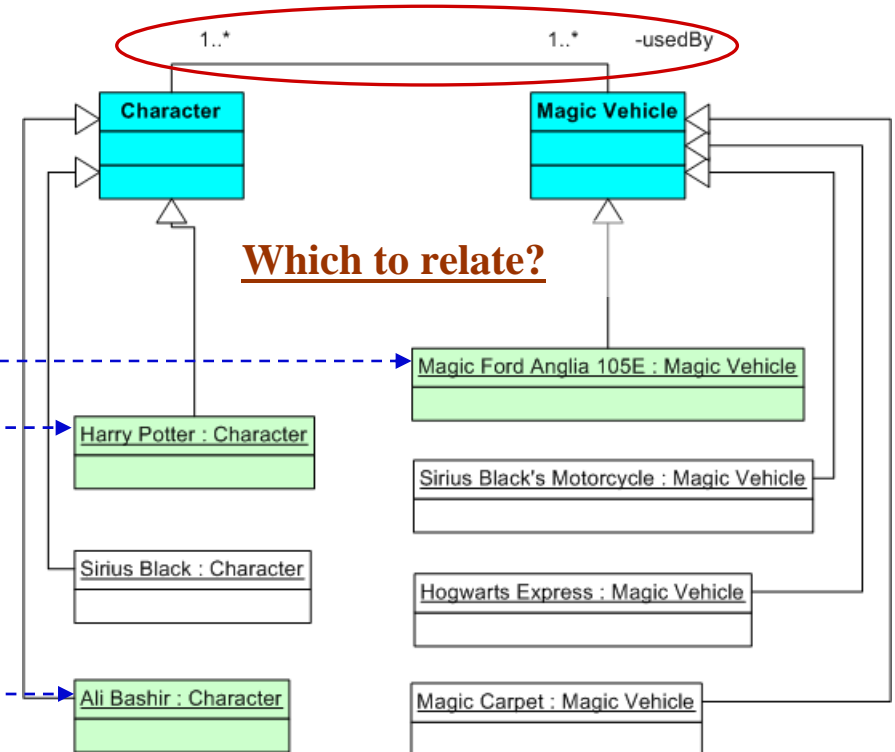 1..* 1..* -usedBy
Character Magic Vehicle
Which to relate?
Magic Ford Anglia 105E : Magic Vehicle
Harry Potter : Character
Sirius Black's Motorcycle : Magic Vehicle
Sirius Black : Character
Hogwarts Express : Magic Vehicle
Ali Bashir : Character
Magic Carpet : Magic Vehicle